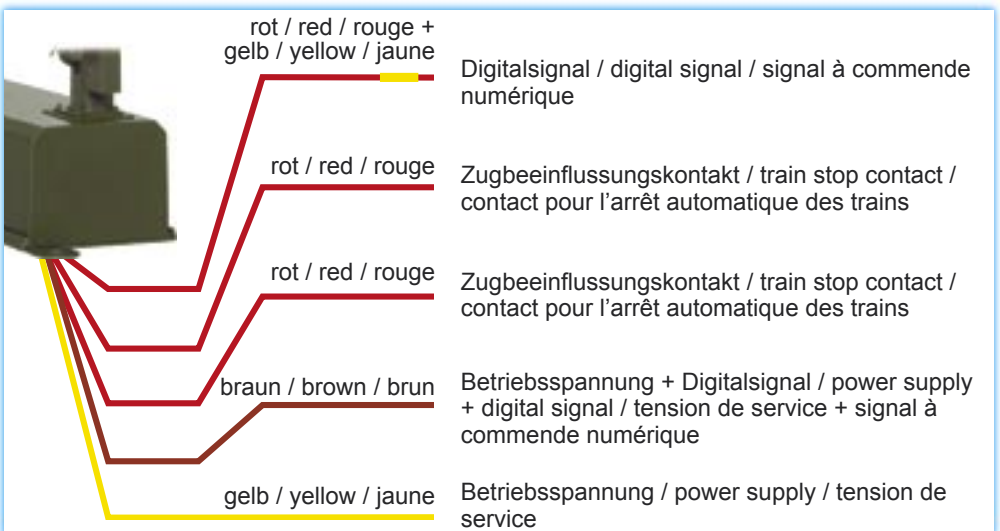 rot / red / rouge +
gelb / yellow / jaune
Digitalsignal / digital signal / signal à commende
numérique
rot / red / rouge
Zugbeeinflussungskontakt / train stop contact /
contact pour l’arrêt automatique des trains
rot / red / rouge
Zugbeeinflussungskontakt / train stop contact /
contact pour l’arrêt automatique des trains
braun / brown / brun
Betriebsspannung + Digitalsignal / power supply
+ digital signal / tension de service + signal à
commende numérique
gelb / yellow / jaune
Betriebsspannung / power supply / tension de
service